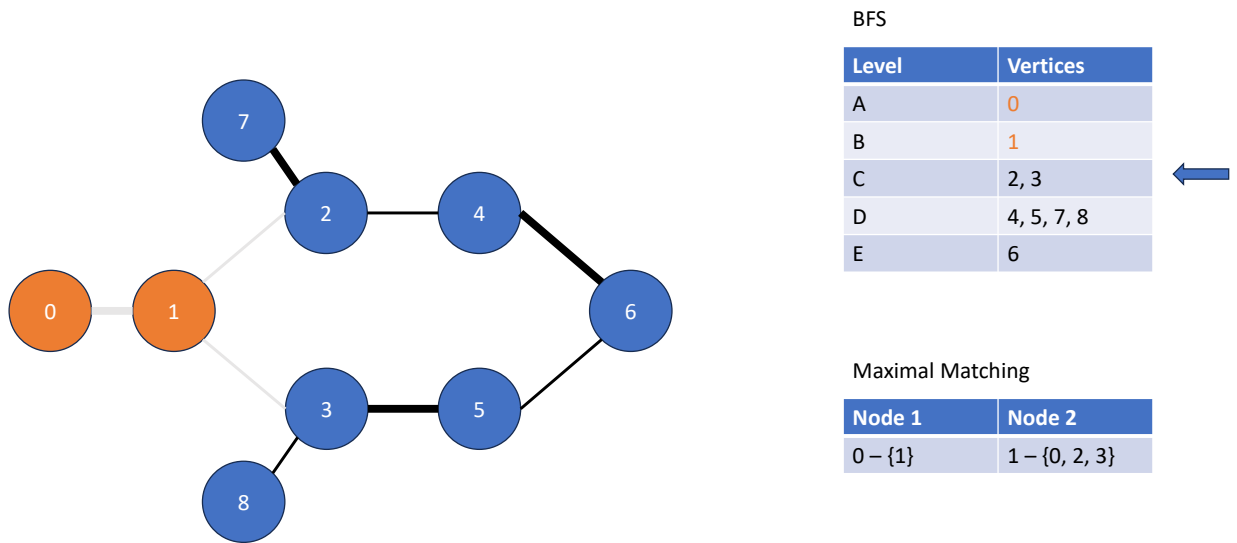 BFS
Level Vertices
A 0
B 1
C 2, 3
D 4, 5, 7, 8
E 6
7
2 4
0 1 6
3 5
8
Maximal Matching
Node 1 Node 2
0 – {1} 1 – {0, 2, 3}